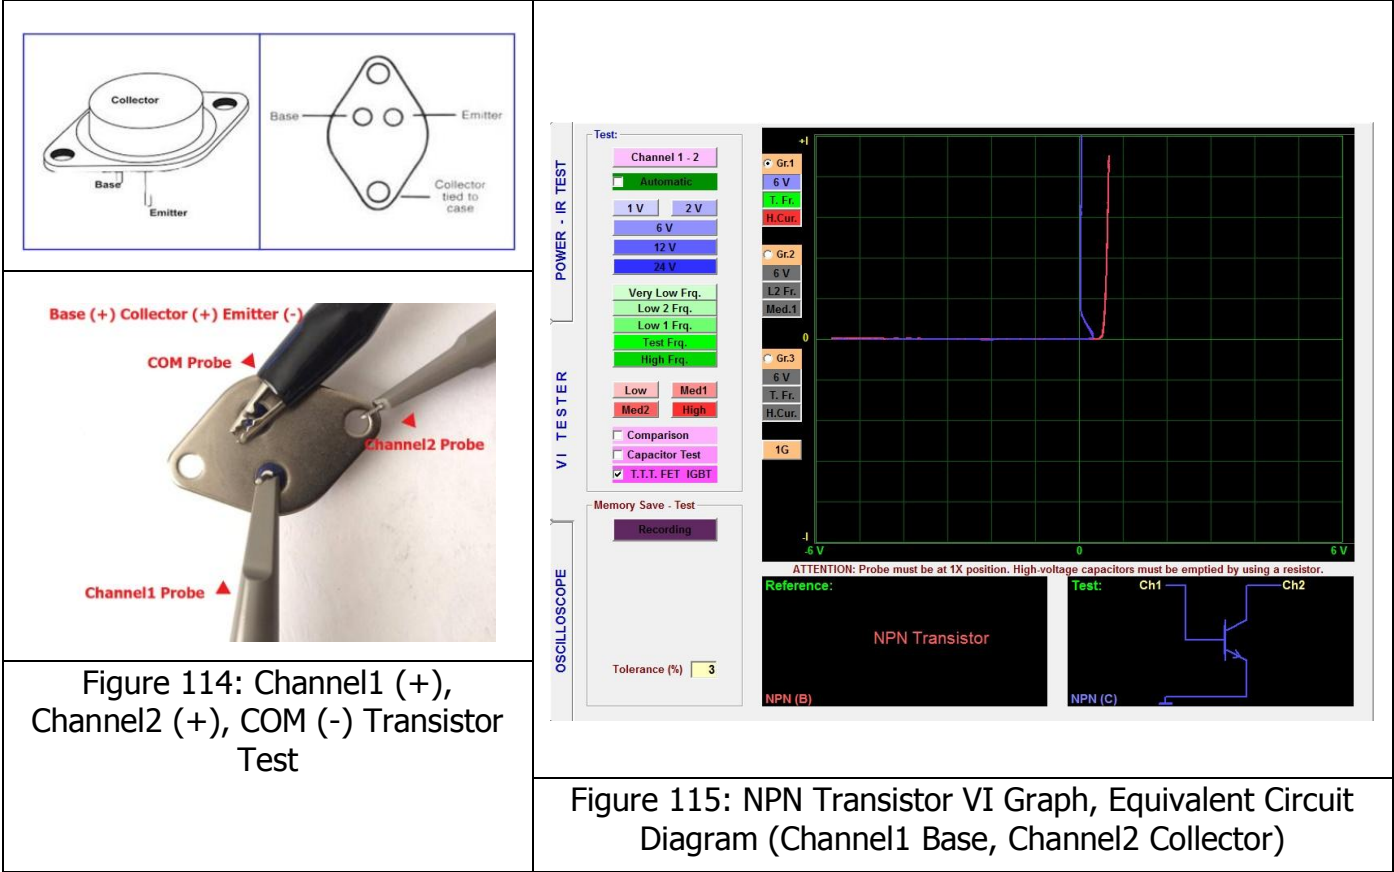 Collector
Base
Emitter
Base
Emitter
Collector
tied to
case
Base (+) Collector (+) Emitter (-)
COM Probe
Channel2 Probe
Channel1 Probe
Figure 114: Channel1 (+),
Channel2 (+), COM (-) Transistor
Test
POWER - IR TEST
VI TESTER
OSCILLOSCOPE
Test:
Channel 1 - 2
Automatic
1 V 2 V
6 V
12 V
24 V
Very Low Frq.
Low 2 Frq.
Low 1 Frq.
Test Frq.
High Frq.
Low Med1
Med2 High
Comparison
Capacitor Test
T.T.T. FET IGBT
Memory Save - Test
Recording
Tolerance (%) 3
Gr.1
6 V
T. Fr.
H.Cur.
Gr.2
6 V
L2 Fr.
Med.1
Gr.3
6 V
T. Fr.
H.Cur.
1G
+I
0
-I
-6 V 0 6 V
ATTENTION: Probe must be at 1X position. High-voltage capacitors must be emptied by using a resistor.
Reference:
NPN Transistor
NPN (B)
Test: Ch1 Ch2
NPN (C)
Figure 115: NPN Transistor VI Graph, Equivalent Circuit
Diagram (Channel1 Base, Channel2 Collector)